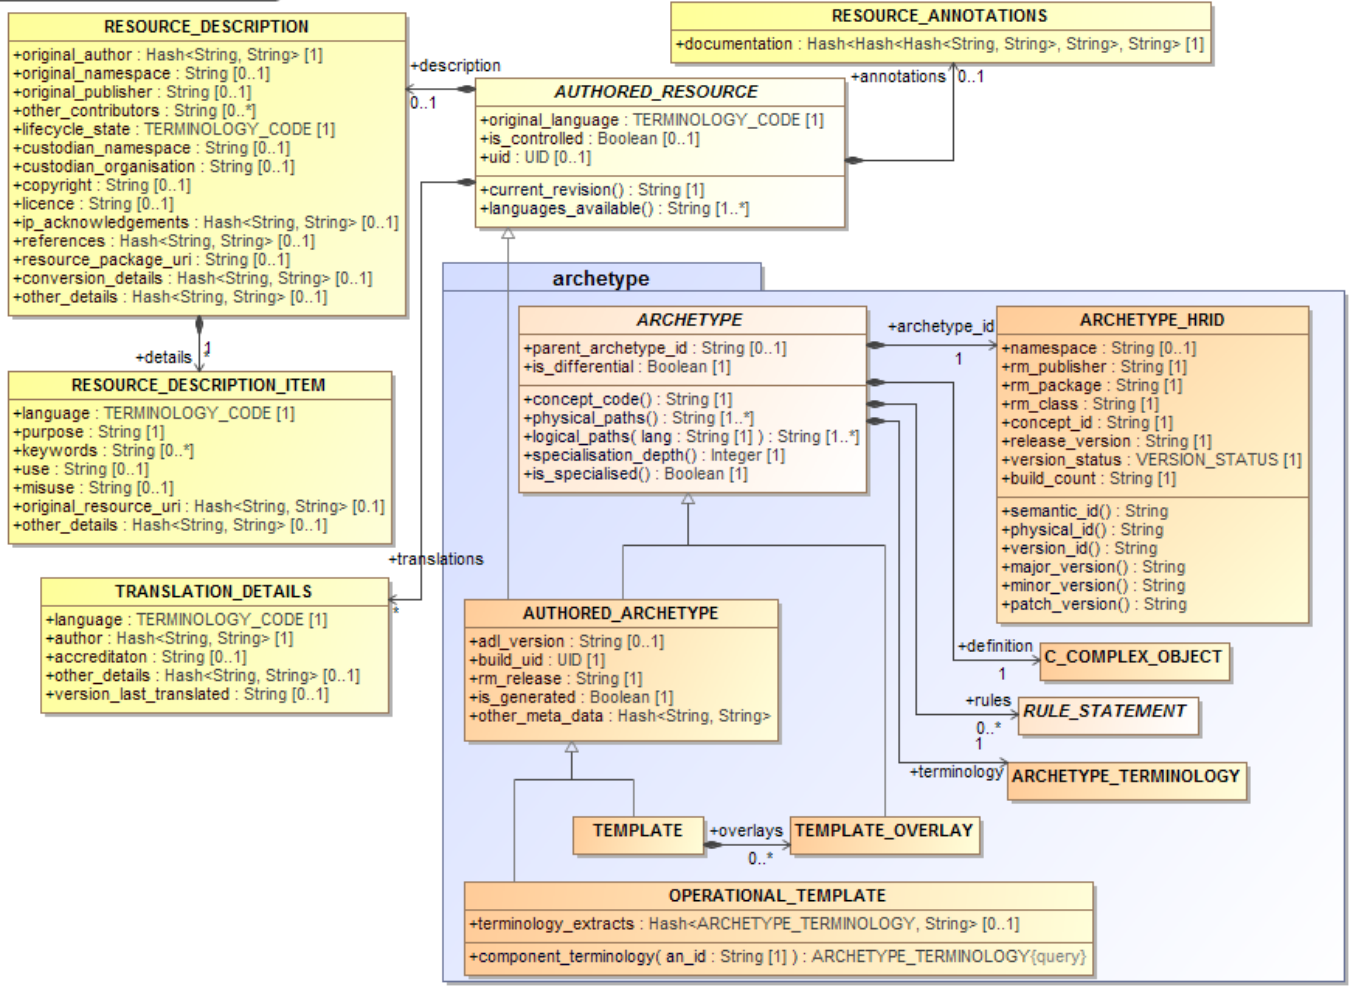 RESOURCE_DESCRIPTION
+original_author : Hash<String, String> [1]
+original_namespace : String [0..1]
+original_publisher : String [0..1]
+other_contributors : String [0..*]
+lifecycle_state : TERMINOLOGY_CODE [1]
+custodian_namespace : String [0..1]
+custodian_organisation : String [0..1]
+copyright : String [0..1]
+licence : String [0..1]
+ip_acknowledgements : Hash<String, String> [0..1]
+references : Hash<String, String> [0..1]
+resource_package_uri : String [0..1]
+conversion_details : Hash<String, String> [0..1]
+other_details : Hash<String, String> [0..1]
+description
0..1
RESOURCE_ANNOTATIONS
+documentation : Hash<Hash<Hash<String, String>, String>, String> [1]
+annotations
0..1
AUTHORED_RESOURCE
+original_language : TERMINOLOGY_CODE [1]
+is_controlled : Boolean [0..1]
+uid : UID [0..1]
+current_revision() : String [1]
+languages_available() : String [1..*]
1
+details
*
RESOURCE_DESCRIPTION_ITEM
+language : TERMINOLOGY_CODE [1]
+purpose : String [1]
+keywords : String [0..*]
+use : String [0..1]
+misuse : String [0..1]
+original_resource_uri : Hash<String, String> [0.1]
+other_details : Hash<String, String> [0..1]
+translations
*
TRANSLATION_DETAILS
+language : TERMINOLOGY_CODE [1]
+author : Hash<String, String> [1]
+accreditaton : String [0..1]
+other_details : Hash<String, String> [0..1]
+version_last_translated : String [0..1]
archetype
ARCHETYPE
+parent_archetype_id : String [0..1]
+is_differential : Boolean [1]
+concept_code() : String [1]
+physical_paths() : String [1..*]
+logical_paths( lang : String [1] ) : String [1..*]
+specialisation_depth() : Integer [1]
+is_specialised() : Boolean [1]
+archetype_id
1
ARCHETYPE_HRID
+namespace : String [0..1]
+rm_publisher : String [1]
+rm_package : String [1]
+rm_class : String [1]
+concept_id : String [1]
+release_version : String [1]
+version_status : VERSION_STATUS [1]
+build_count : String [1]
+semantic_id() : String
+physical_id() : String
+version_id() : String
+major_version() : String
+minor_version() : String
+patch_version() : String
AUTHORED_ARCHETYPE
+adl_version : String [0..1]
+build_uid : UID [1]
+rm_release : String [1]
+is_generated : Boolean [1]
+other_meta_data : Hash<String, String>
+definition
1
C_COMPLEX_OBJECT
+rules
0..*
RULE_STATEMENT
1
+terminology
ARCHETYPE_TERMINOLOGY
TEMPLATE
+overlays
0..*
TEMPLATE_OVERLAY
OPERATIONAL_TEMPLATE
+terminology_extracts : Hash<ARCHETYPE_TERMINOLOGY, String> [0..1]
+component_terminology( an_id : String [1] ) : ARCHETYPE_TERMINOLOGY{query}